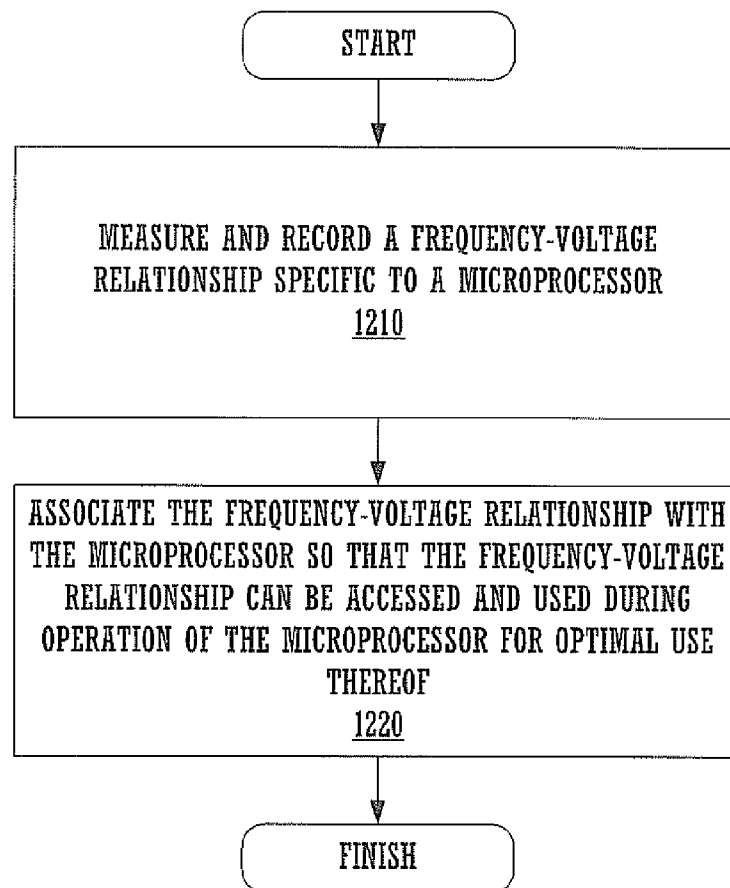 START
MEASURE AND RECORD A FREQUENCY-VOLTAGE
RELATIONSHIP SPECIFIC TO A MICROPROCESSOR
1210
ASSOCIATE THE FREQUENCY-VOLTAGE RELATIONSHIP WITH
THE MICROPROCESSOR SO THAT THE FREQUENCY-VOLTAGE
RELATIONSHIP CAN BE ACCESSED AND USED DURING
OPERATION OF THE MICROPROCESSOR FOR OPTIMAL USE
THEREOF
1220
FINISH